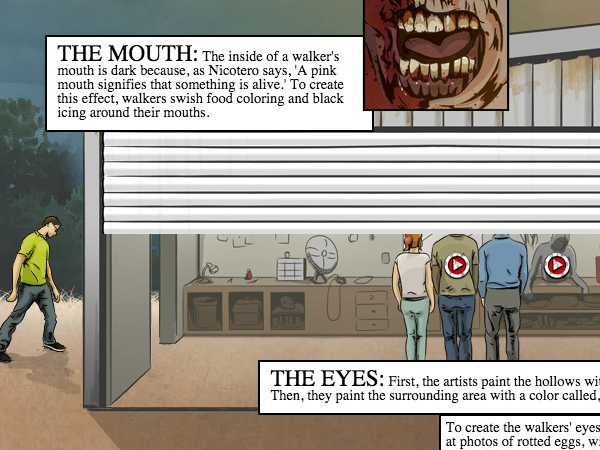 THE MOUTH: The inside of a walker's
mouth is dark because, as Nicotero says, 'A pink
mouth signifies that something is alive.' To create
this effect, walkers swish food coloring and black
icing around their mouths.
THE EYES: First, the artists paint the hollows
Then, they paint the surrounding area with a color called,
To create the walkers' eyes
at photos of rotted eggs,